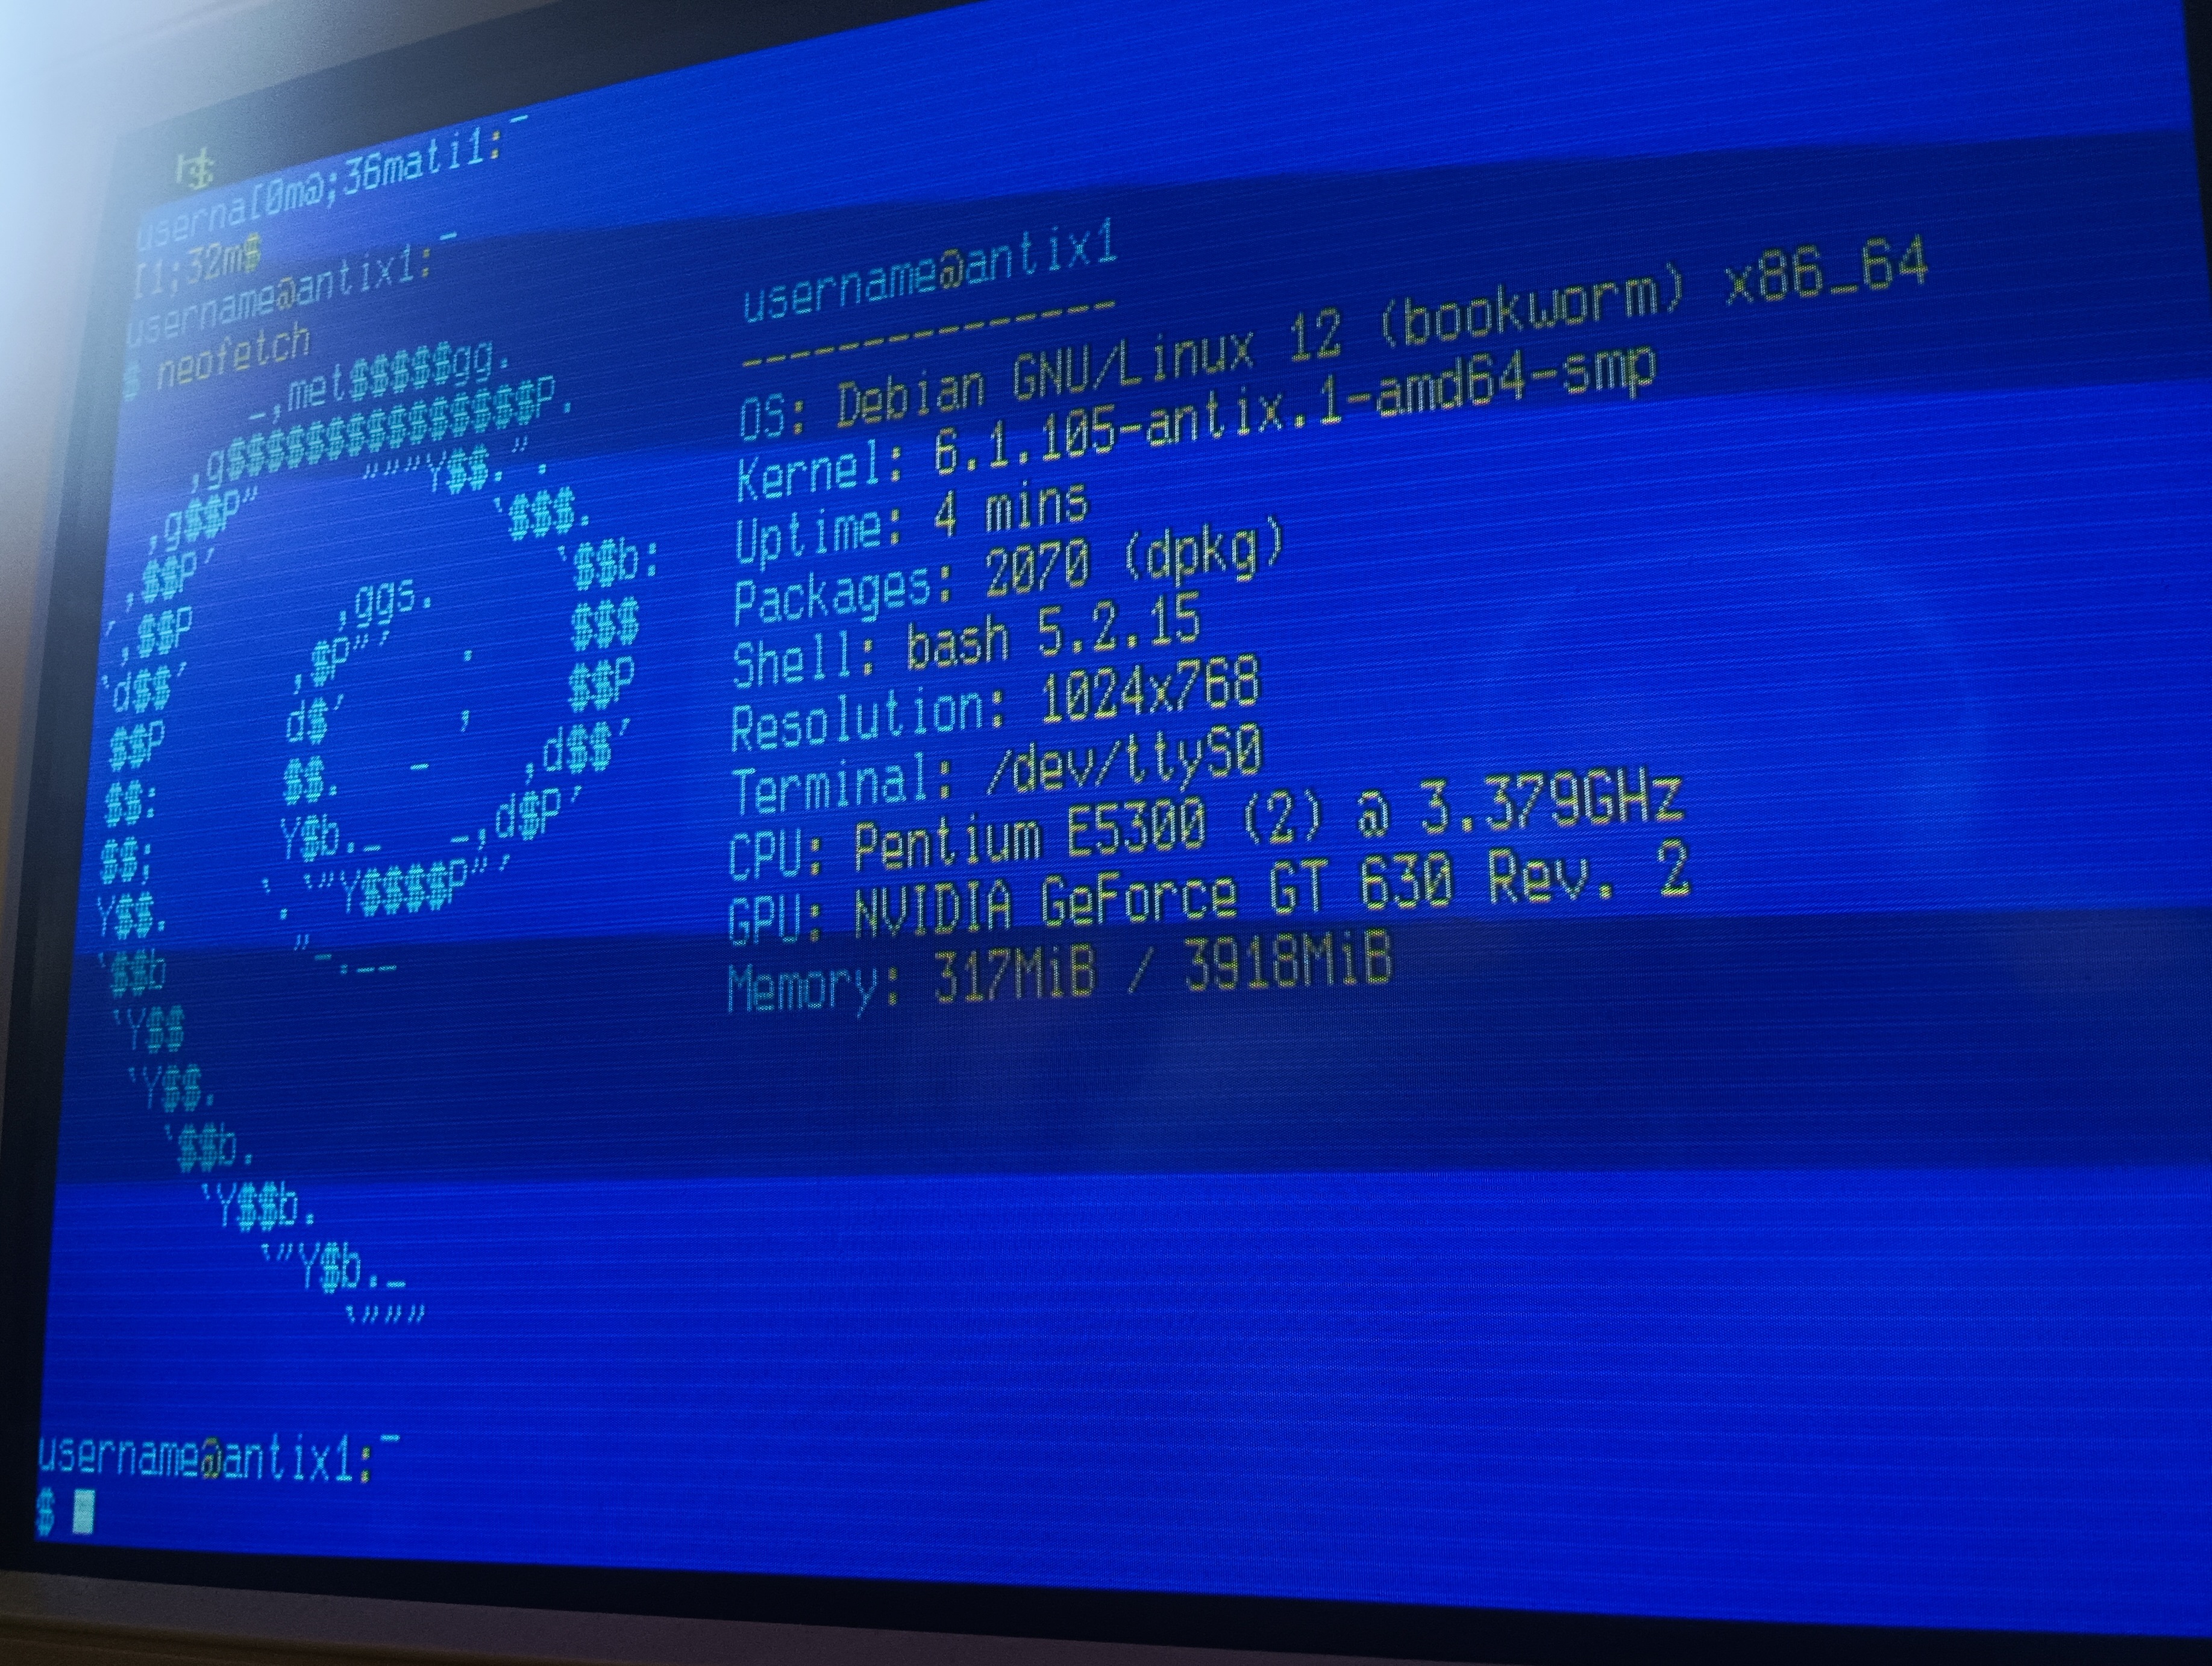 h$
userna[0m@;36mati1:~
[1;32m$
username@antix1:~
$ neofetch
_,met$$$$$gg.
,g$$$$$$$$$$$$$$$P.
,g$$P" """Y$$.".
,$$P' `$$$.
',$$P ,ggs. `$$b:
`d$$' ,$P"' . $$$
$$P d$' , $$P
$$: $$. - ,d$$'
$$; Y$b._ _,d$P'
Y$$. `.`"Y$$$$P"'
`$$b "-.__
`Y$$
`Y$$.
`$$b.
`Y$$b.
`"Y$b._
`"""
username@antix1
---------------
OS: Debian GNU/Linux 12 (bookworm) x86_64
Kernel: 6.1.105-antix.1-amd64-smp
Uptime: 4 mins
Packages: 2070 (dpkg)
Shell: bash 5.2.15
Resolution: 1024x768
Terminal: /dev/ttyS0
CPU: Pentium E5300 (2) @ 3.379GHz
GPU: NVIDIA GeForce GT 630 Rev. 2
Memory: 317MiB / 3918MiB
username@antix1:~
$